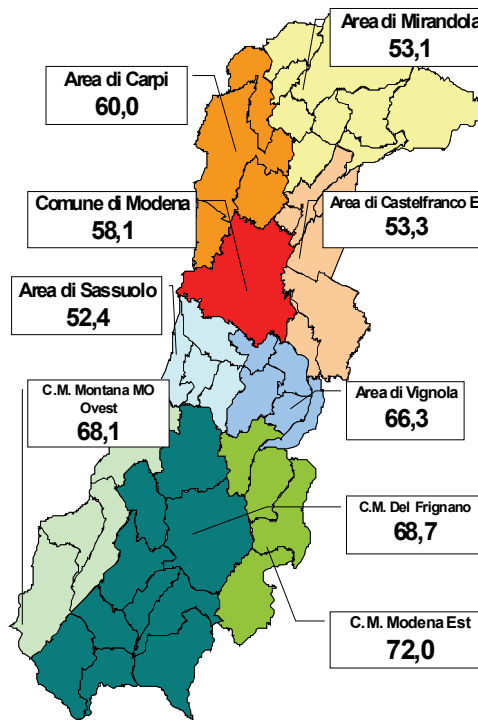 Area di Mirandola
53,1
Area di Carpi
60,0
Comune di Modena
58,1
Area di Castelfranco E
53,3
Area di Sassuolo
52,4
C.M. Montana MO
Ovest
68,1
Area di Vignola
66,3
C.M. Del Frignano
68,7
C.M. Modena Est
72,0